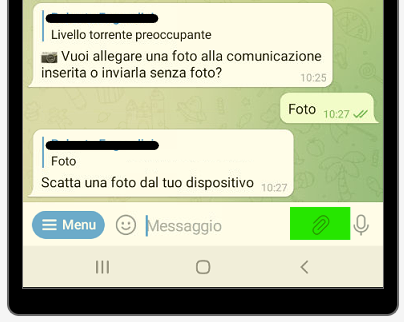 Livello torrente preoccupante
📷 Vuoi allegare una foto alla comunicazione
inserita o inviarla senza foto?
10:25
Foto 10:27
Foto
Scatta una foto dal tuo dispositivo 10:27
Menu
Messaggio